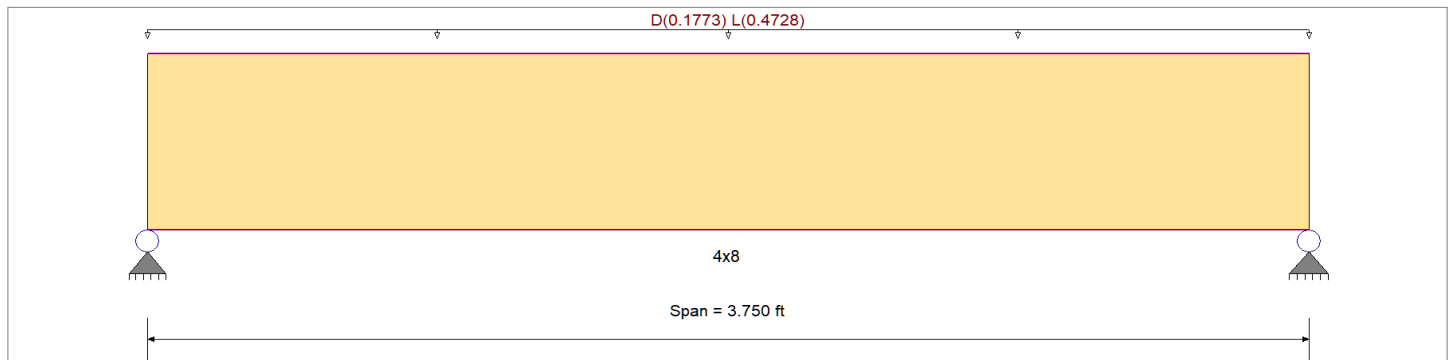 D(0.1773) L(0.4728)
4x8
Span = 3.750 ft